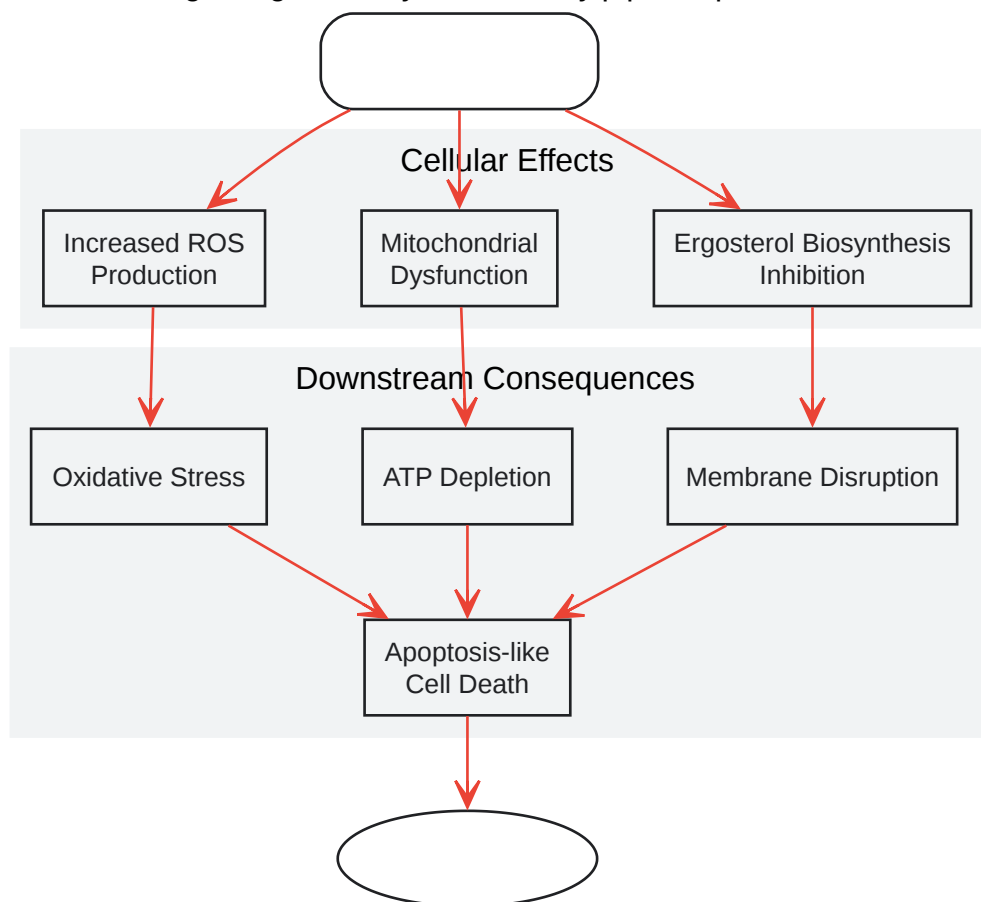 Cellular Effects
Increased ROS
Production
Mitochondrial
Dysfunction
Ergosterol Biosynthesis
Inhibition
Downstream Consequences
Oxidative Stress
ATP Depletion
Membrane Disruption
Apoptosis-like
Cell Death